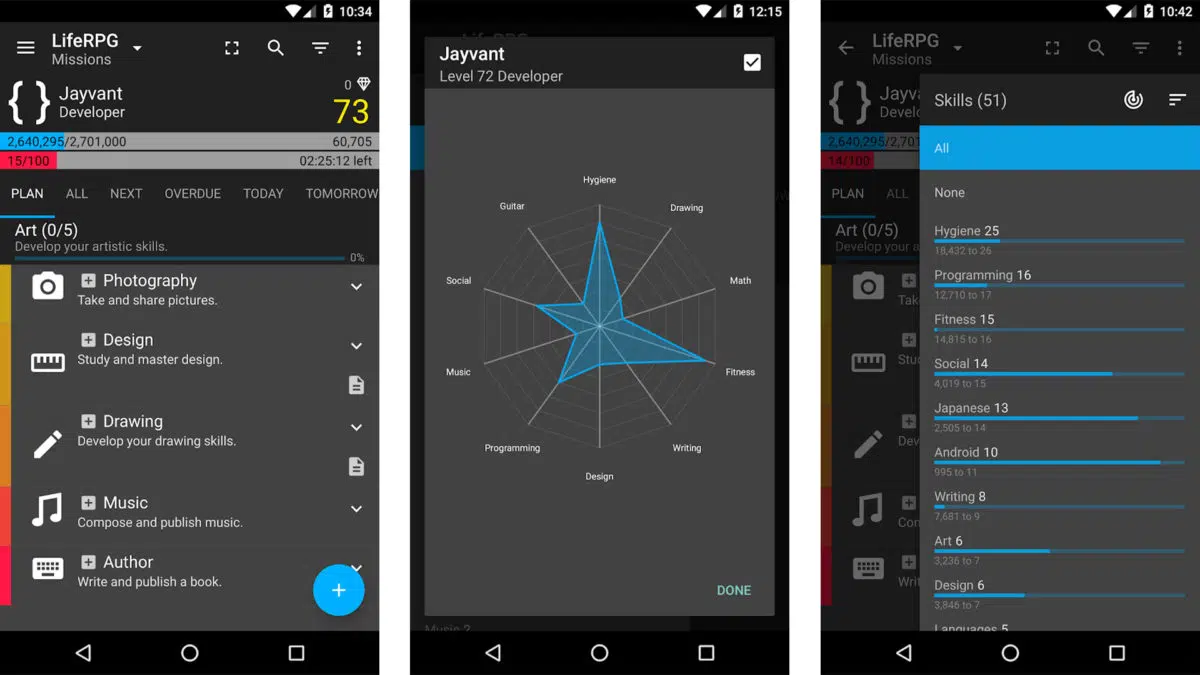 10:34
LifeRPG
Missions
{ } Jayvant
Developer
0
73
2,640,295/2,701,000 60,705
15/100 02:25:12 left
PLAN ALL NEXT OVERDUE TODAY TOMORROW
Art (0/5)
Develop your artistic skills.
0%
Photography
Take and share pictures.
Design
Study and master design.
Drawing
Develop your drawing skills.
Music
Compose and publish music.
Author
Write and publish a book.
+
12:15
Jayvant
Level 72 Developer
Hygiene
Guitar
Drawing
Social
Math
Music
Fitness
Programming
Writing
Design
DONE
Music 2
10:42
LifeRPG
Missions
{ } Jayva
Develo
2,640,295/2,701
14/100
PLAN ALL
Art (0/5)
Develop your a
Tak
Stu
Dev
Con
Writ
Skills (51)
All
None
Hygiene 25
18,432 to 26
Programming 16
12,710 to 17
Fitness 15
14,815 to 16
Social 14
4,019 to 15
Japanese 13
2,505 to 14
Android 10
995 to 11
Writing 8
7,681 to 9
Art 6
3,236 to 7
Design 6
3,846 to 7
Languages 5